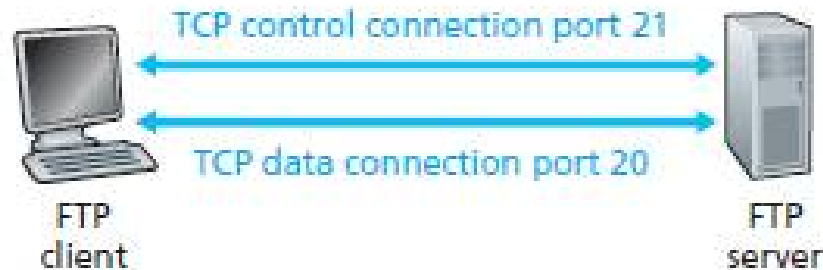 TCP control connection port 21
TCP data connection port 20
FTP
client
FTP
server